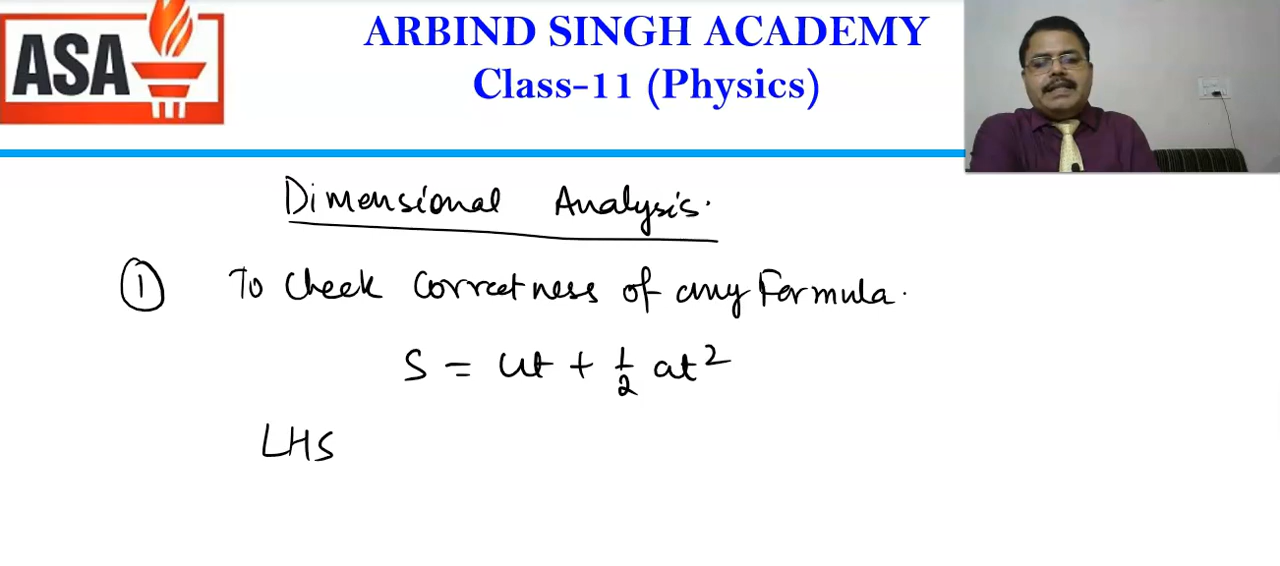 ASA
ARBIND SINGH ACADEMY
Class-11 (Physics)
Dimensional Analysis.
① To Check Correctness of any Formula.
S = ut + 1/2 at²
LHS